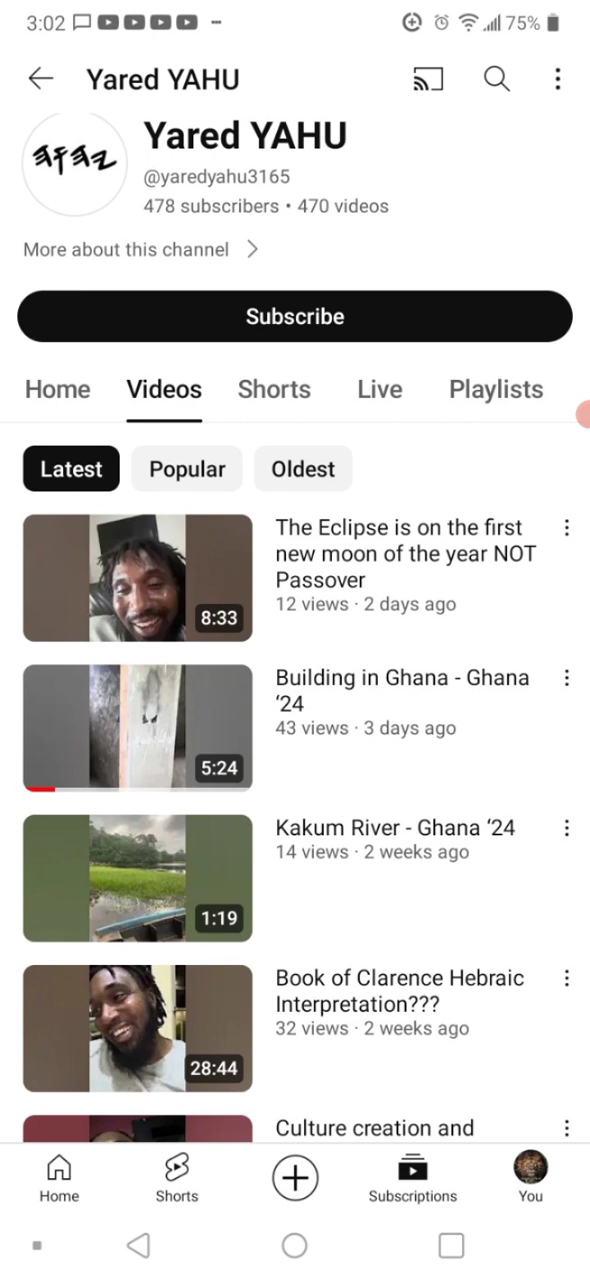 3:02
75%
Yared YAHU
Yared YAHU
@yaredyahu3165
478 subscribers • 470 videos
More about this channel
Subscribe
Home Videos Shorts Live Playlists
Latest Popular Oldest
The Eclipse is on the first
new moon of the year NOT
Passover
12 views · 2 days ago
8:33
Building in Ghana - Ghana
‘24
43 views · 3 days ago
5:24
Kakum River - Ghana ‘24
14 views · 2 weeks ago
1:19
Book of Clarence Hebraic
Interpretation???
32 views · 2 weeks ago
28:44
Culture creation and
Home Shorts Subscriptions You